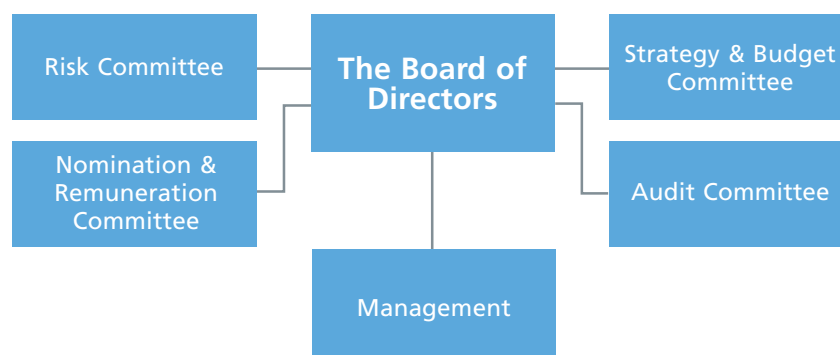 Risk Committee
The Board of
Directors
Strategy & Budget
Committee
Nomination &
Remuneration
Committee
Audit Committee
Management